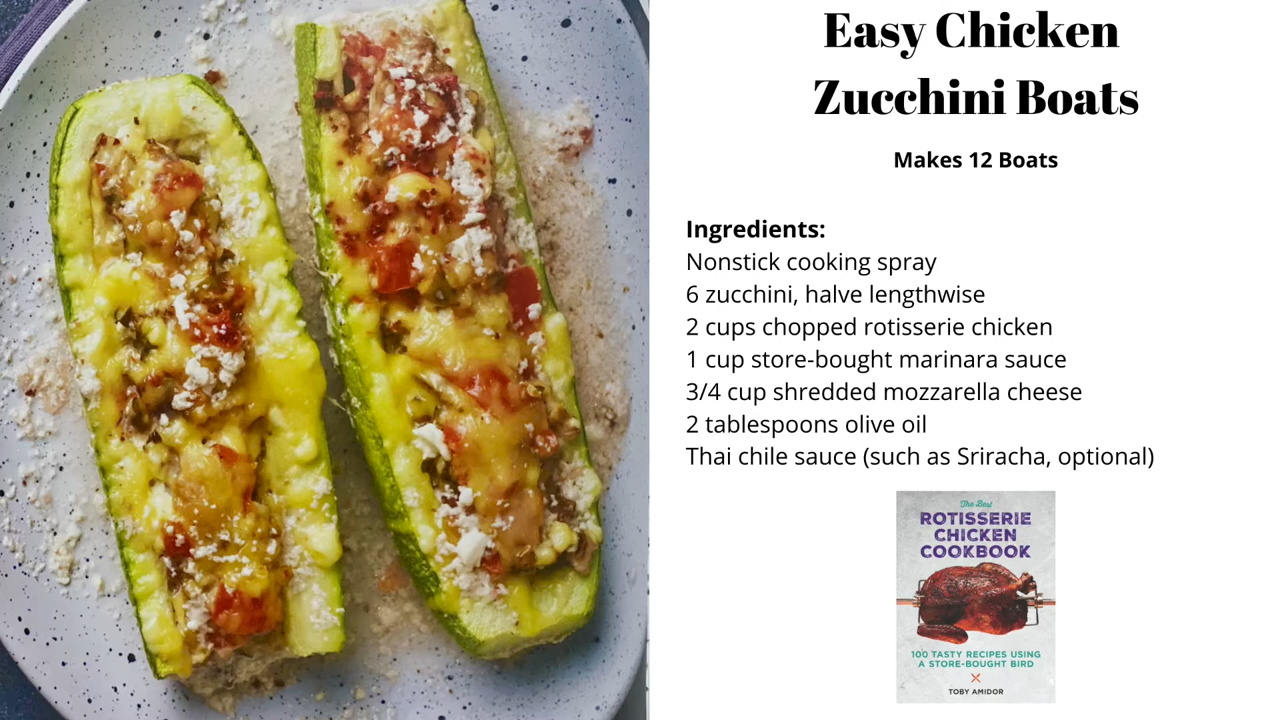 Easy Chicken
Zucchini Boats
Makes 12 Boats
Ingredients:
Nonstick cooking spray
6 zucchini, halve lengthwise
2 cups chopped rotisserie chicken
1 cup store-bought marinara sauce
3/4 cup shredded mozzarella cheese
2 tablespoons olive oil
Thai chile sauce (such as Sriracha, optional)
The Best
ROTISSERIE
CHICKEN
COOKBOOK
100 TASTY RECIPES USING
A STORE-BOUGHT BIRD
TOBY AMIDOR